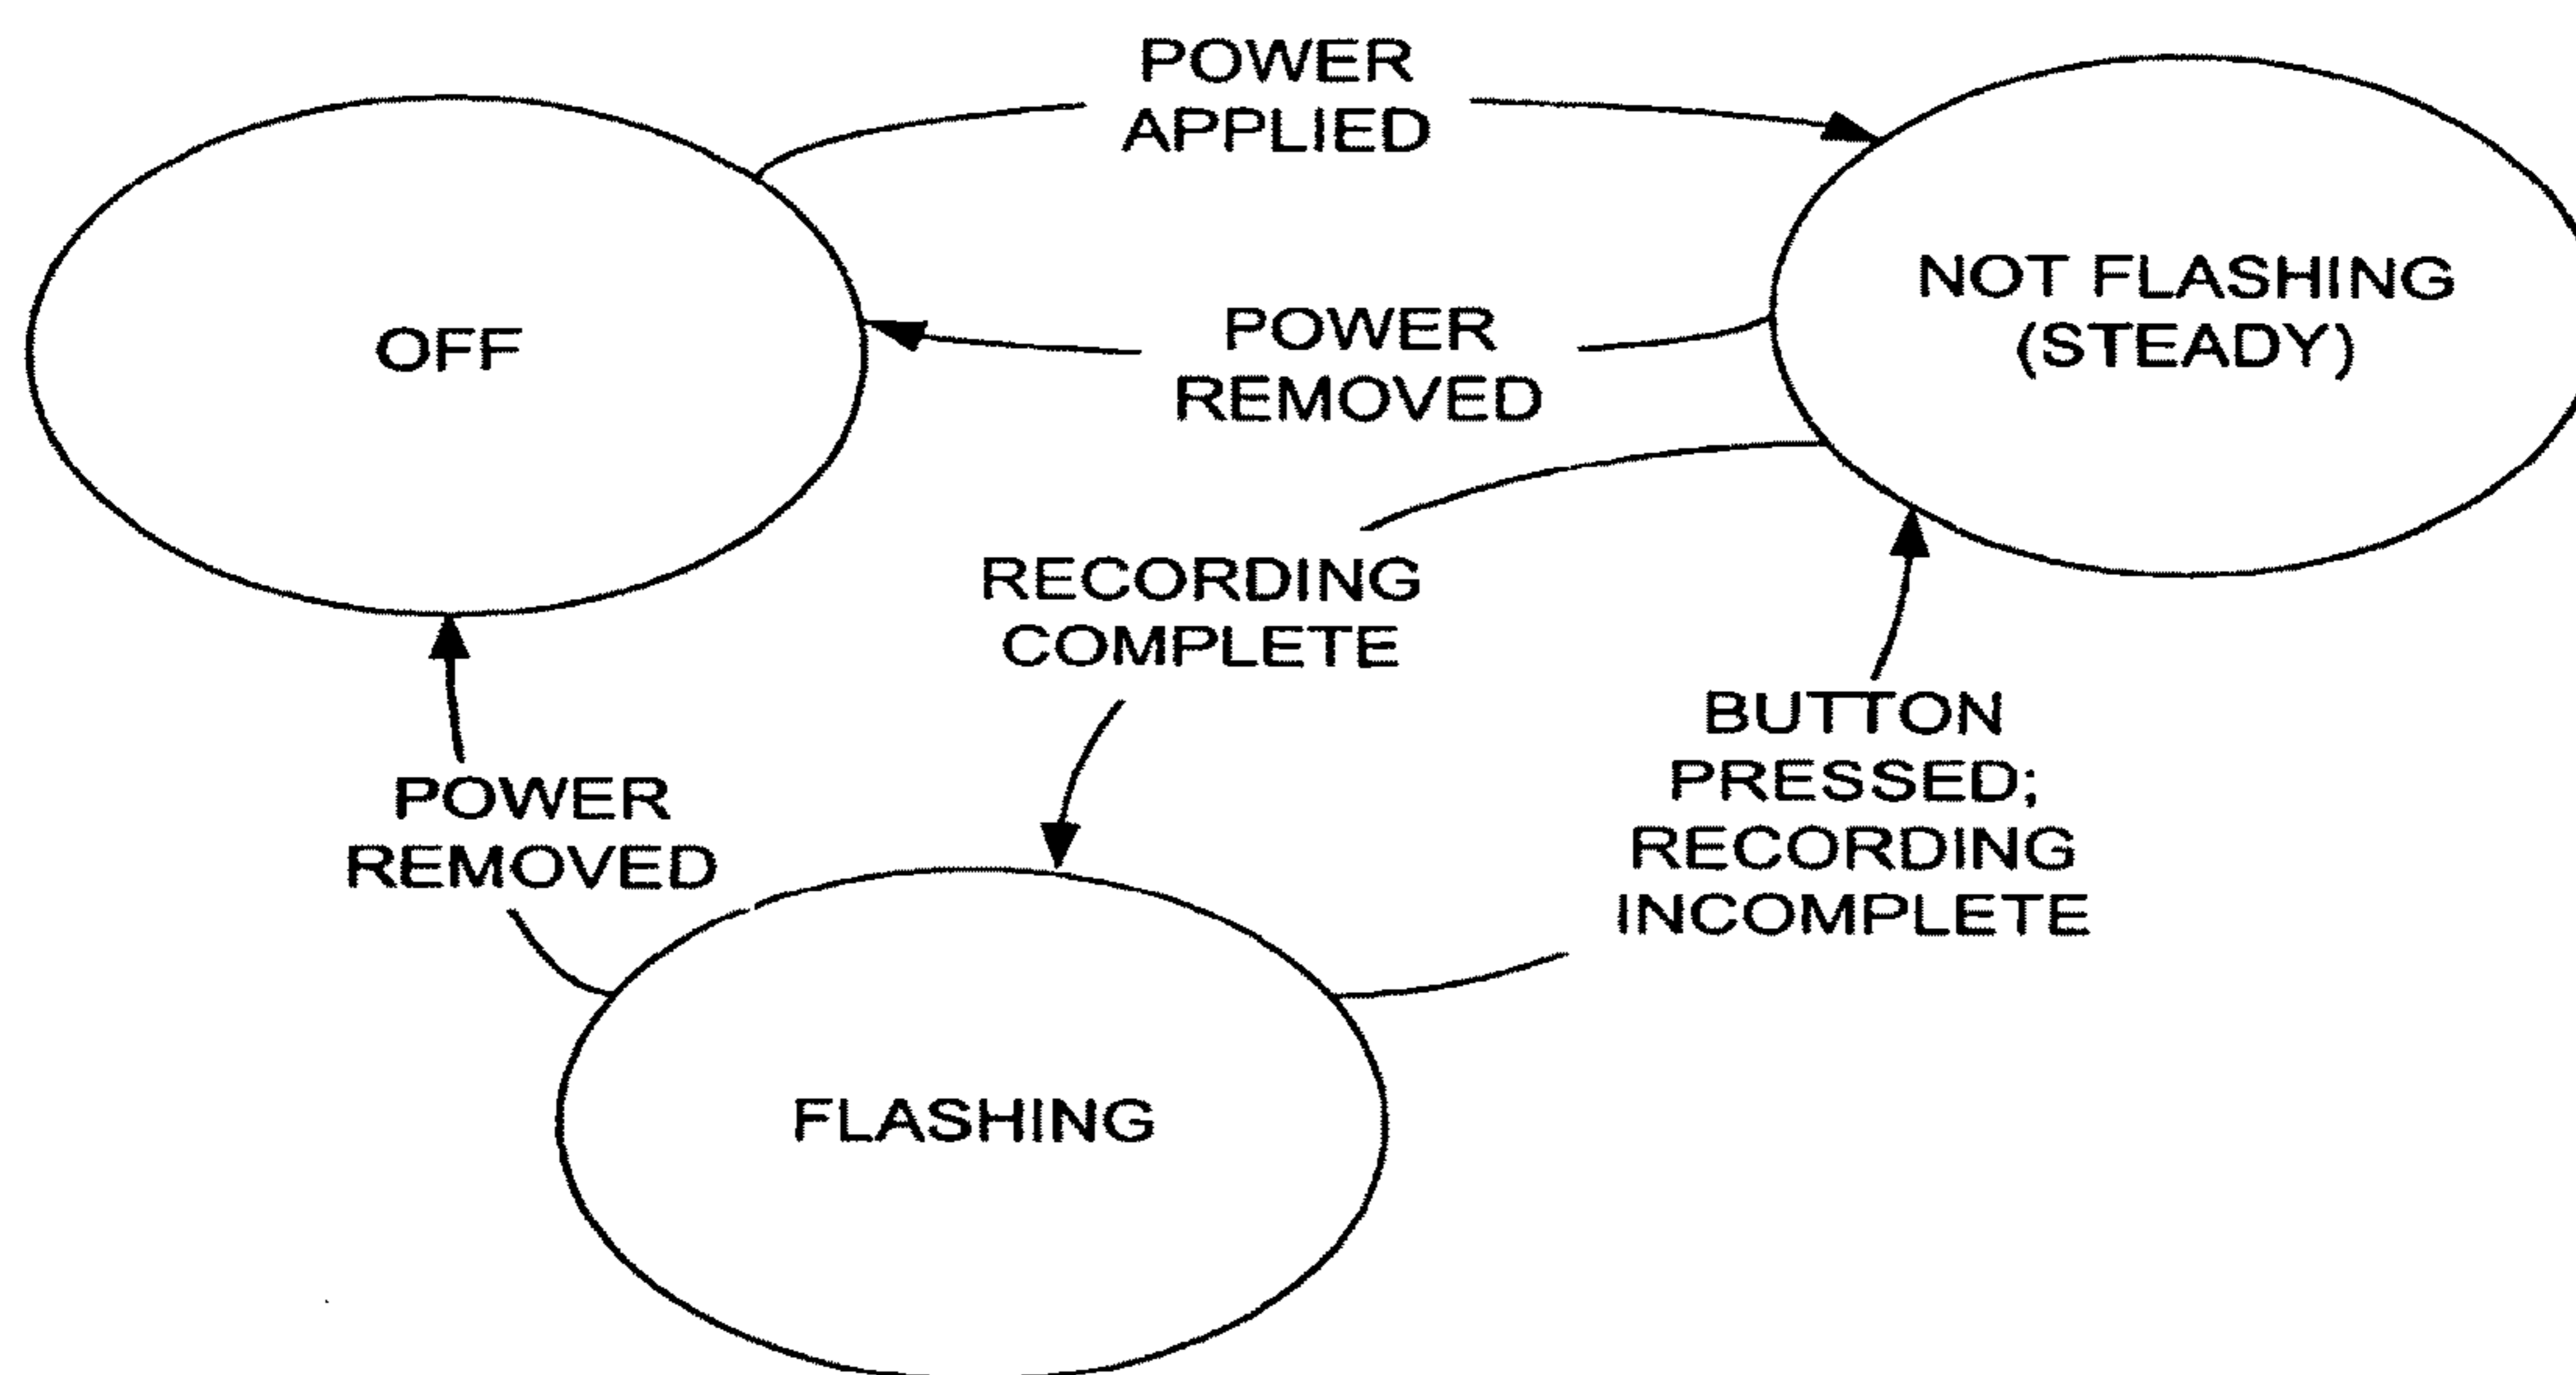 POWER
APPLIED
OFF
POWER
REMOVED
NOT FLASHING
(STEADY)
RECORDING
COMPLETE
POWER
REMOVED
BUTTON
PRESSED;
RECORDING
INCOMPLETE
FLASHING